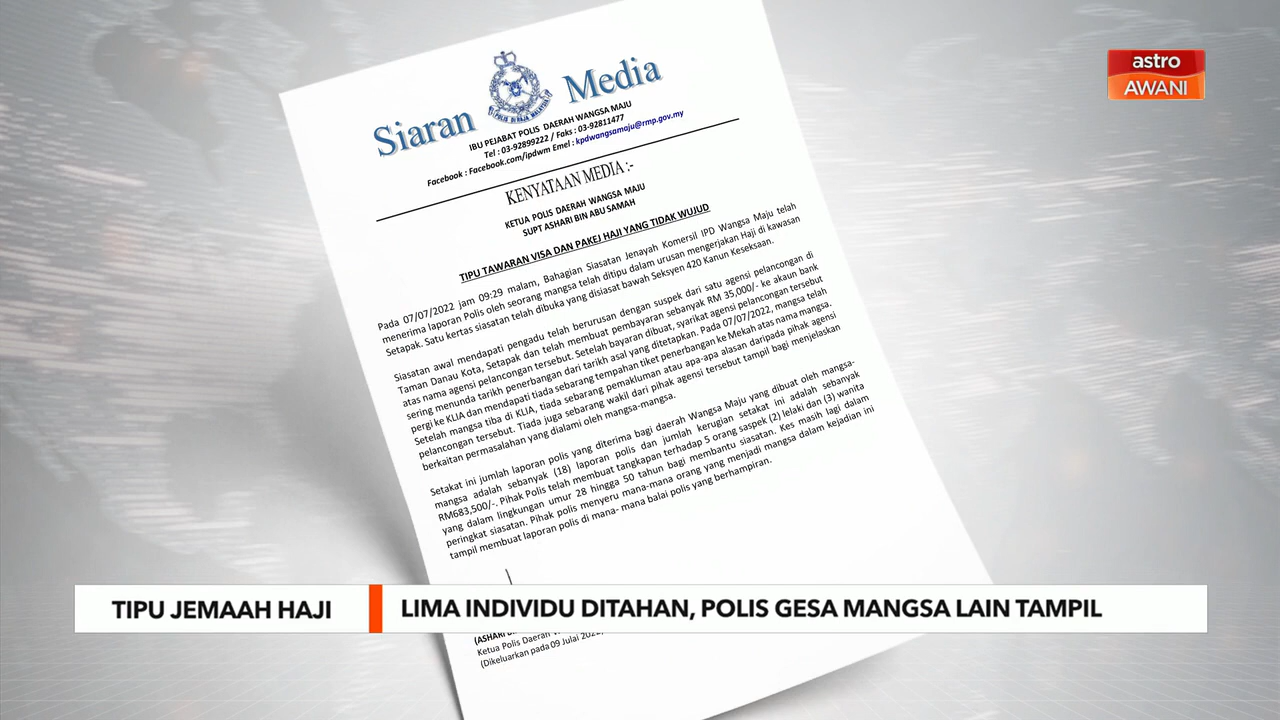 astro
AWANI
Siaran Media
POLIS DIRAJA MALAYSIA
IBU PEJABAT POLIS DAERAH WANGSA MAJU
Tel : 03-92899222 / Faks : 03-92811477
Facebook : Facebook.com/ipdwm Emel : kpdwangsamaju@rmp.gov.my
KENYATAAN MEDIA :-
KETUA POLIS DAERAH WANGSA MAJU
SUPT ASHARI BIN ABU SAMAH
TIPU TAWARAN VISA DAN PAKEJ HAJI YANG TIDAK WUJUD
Pada 07/07/2022 jam 09:29 malam, Bahagian Siasatan Jenayah Komersil IPD Wangsa Maju telah
menerima laporan Polis oleh seorang mangsa telah ditipu dalam urusan mengerjakan Haji di kawasan
Setapak. Satu kertas siasatan telah dibuka yang disiasat bawah Seksyen 420 Kanun Keseksaan.
Siasatan awal mendapati pengadu telah berurusan dengan suspek dari satu agensi pelancongan di
Taman Danau Kota, Setapak dan telah membuat pembayaran sebanyak RM 35,000/- ke akaun bank
atas nama agensi pelancongan tersebut. Setelah bayaran dibuat, syarikat agensi pelancongan tersebut
sering menunda tarikh penerbangan dari tarikh asal yang ditetapkan. Pada 07/07/2022, mangsa telah
pergi ke KLIA dan mendapati tiada sebarang tempahan tiket penerbangan ke Mekah atas nama mangsa.
Setelah mangsa tiba di KLIA, tiada sebarang pemakluman atau apa-apa alasan daripada pihak agensi
pelancongan tersebut. Tiada juga sebarang wakil dari pihak agensi tersebut tampil bagi menjelaskan
berkaitan permasalahan yang dialami oleh mangsa-mangsa.
Setakat ini jumlah laporan polis yang diterima bagi daerah Wangsa Maju yang dibuat oleh mangsa-
mangsa adalah sebanyak (18) laporan polis dan jumlah kerugian setakat ini adalah sebanyak
RM683,500/-. Pihak Polis telah membuat tangkapan terhadap 5 orang saspek (2) lelaki dan (3) wanita
yang dalam lingkungan umur 28 hingga 50 tahun bagi membantu siasatan. Kes masih lagi dalam
peringkat siasatan. Pihak polis menyeru mana-mana orang yang menjadi mangsa dalam kejadian ini
tampil membuat laporan polis di mana- mana balai polis yang berhampiran.
TIPU JEMAAH HAJI
LIMA INDIVIDU DITAHAN, POLIS GESA MANGSA LAIN TAMPIL
(ASHARI
Ketua Polis Daerah
(Dikeluarkan pada 09 Julai